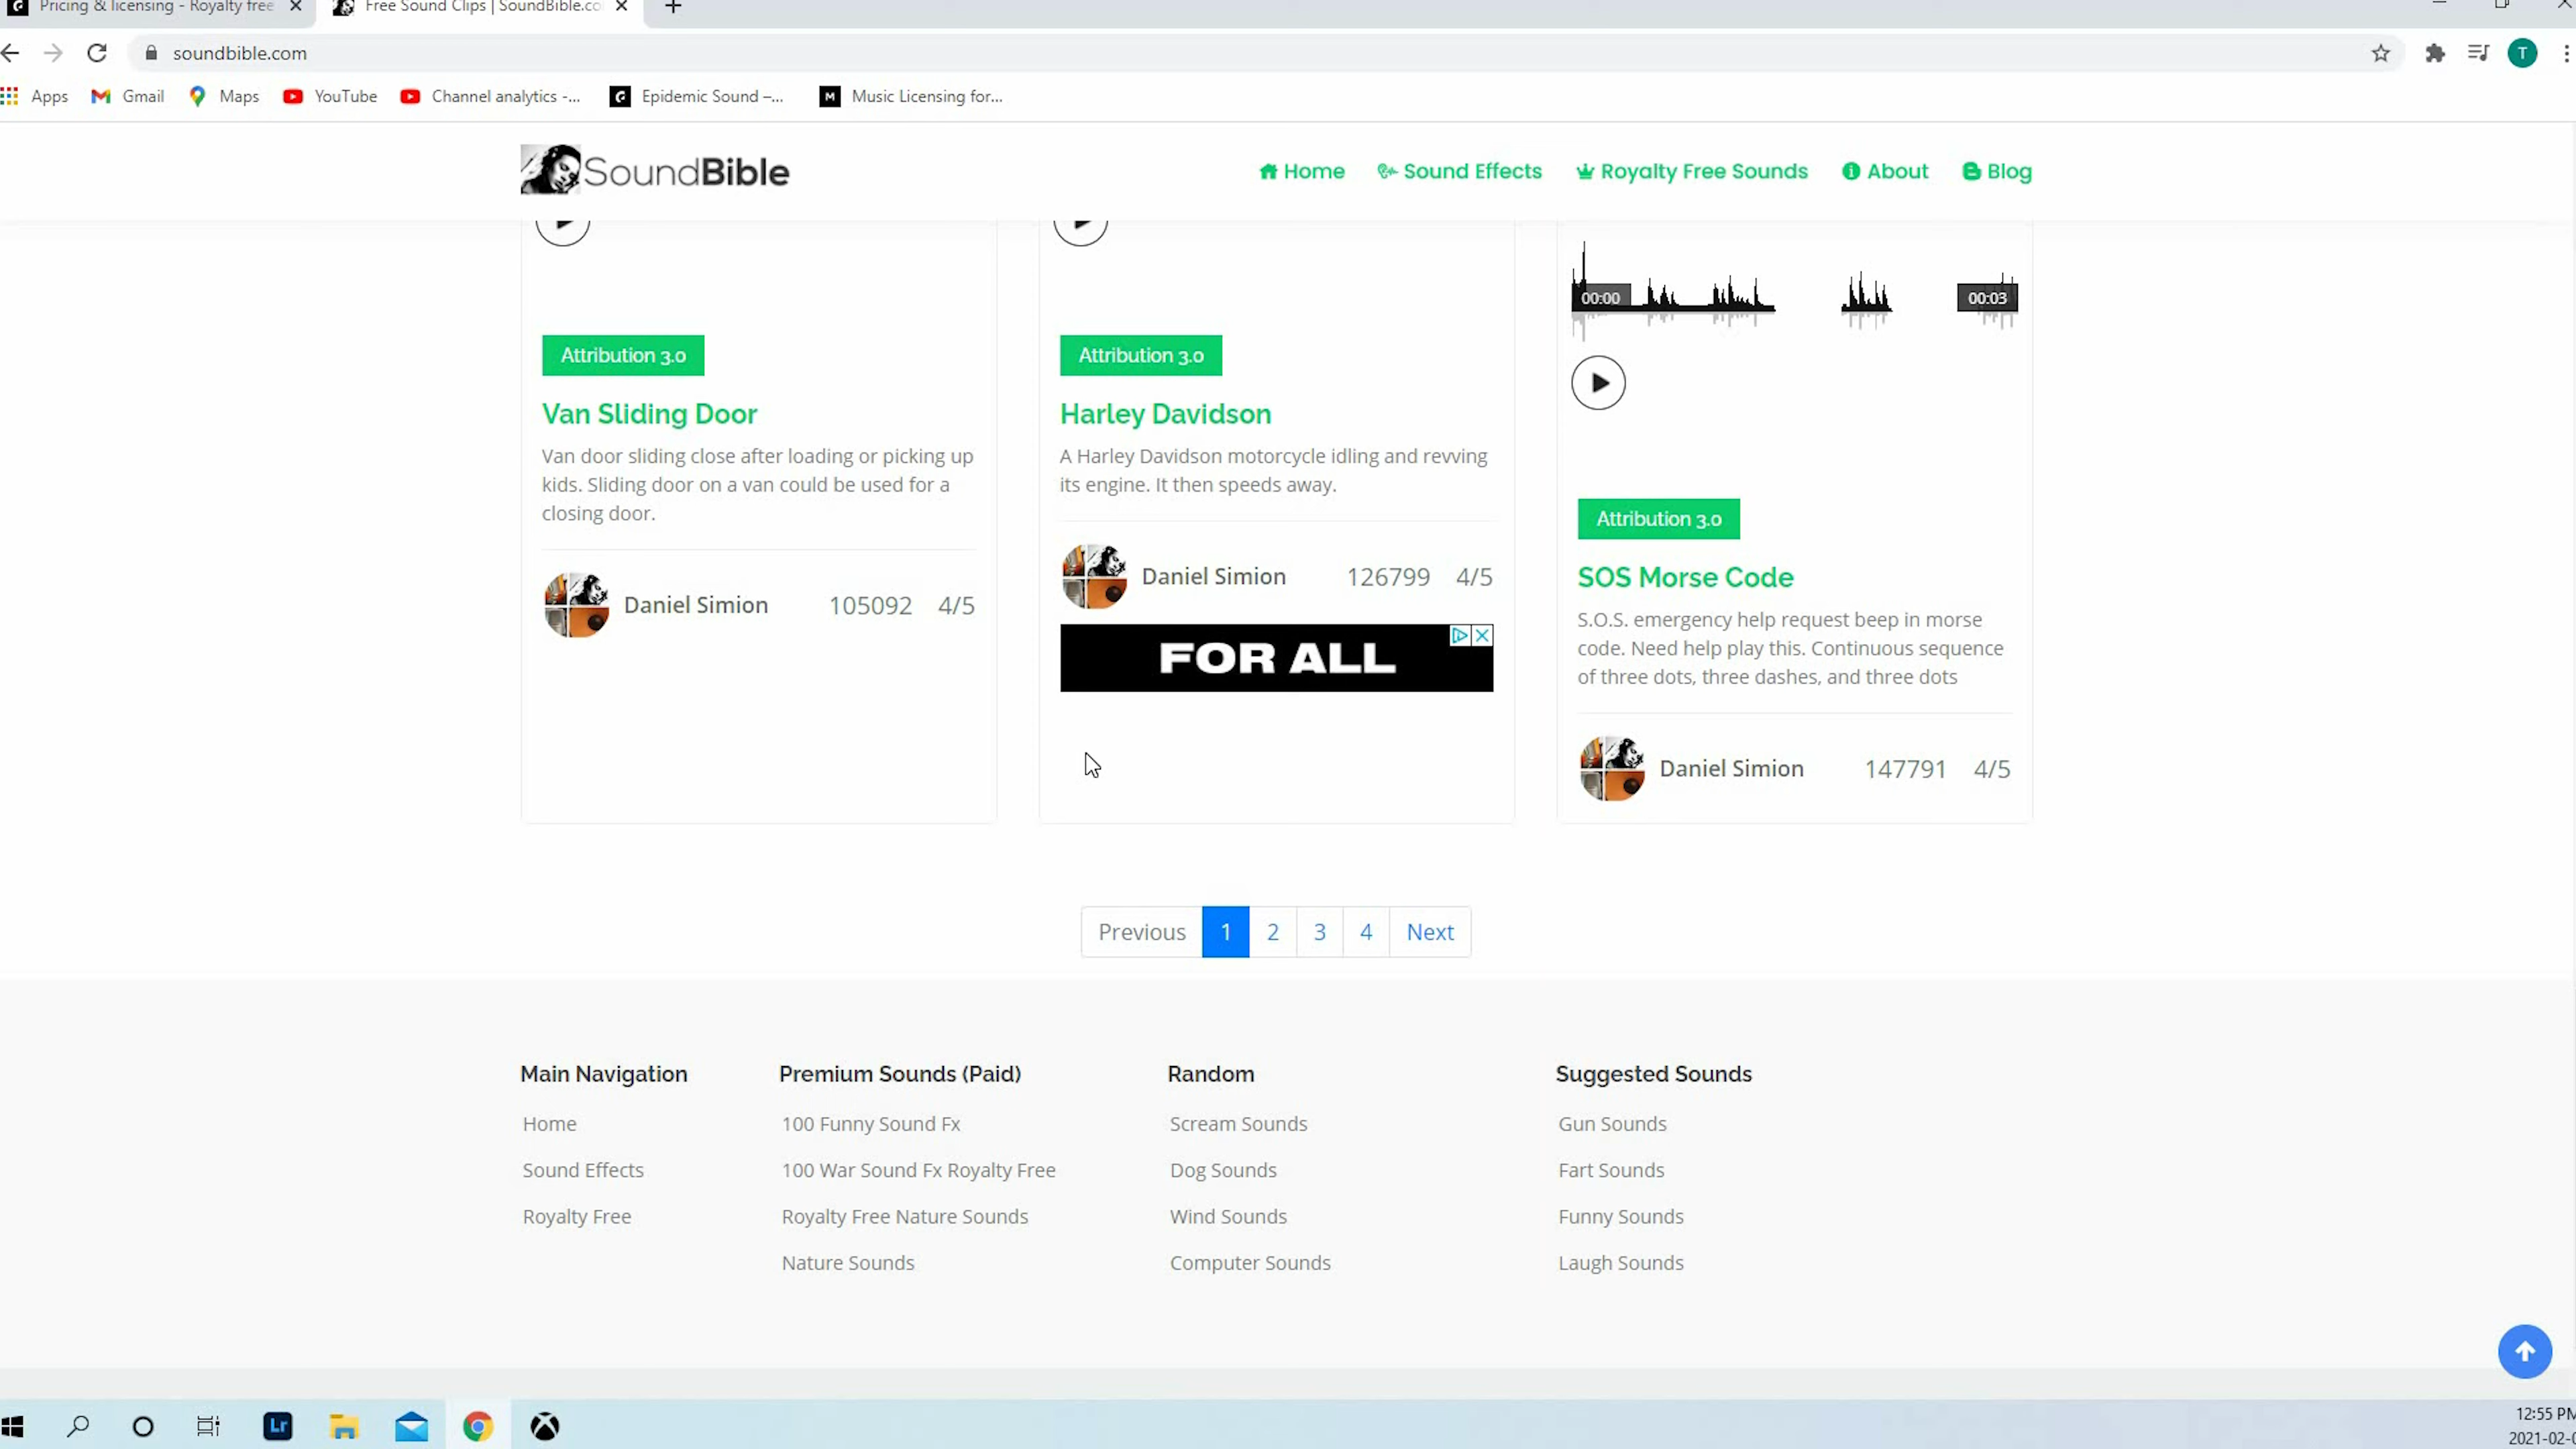 Pricing & licensing - Royalty free
Free Sound Clips | SoundBible.co
soundbible.com
T
Apps
Gmail
Maps
YouTube
Channel analytics -...
Epidemic Sound –...
M
Music Licensing for...
SoundBible
Home
Sound Effects
Royalty Free Sounds
About
Blog
Attribution 3.0
Van Sliding Door
Van door sliding close after loading or picking up
kids. Sliding door on a van could be used for a
closing door.
Daniel Simion 105092 4/5
Attribution 3.0
Harley Davidson
A Harley Davidson motorcycle idling and revving
its engine. It then speeds away.
Daniel Simion 126799 4/5
FOR ALL
00:00
00:03
Attribution 3.0
SOS Morse Code
S.O.S. emergency help request beep in morse
code. Need help play this. Continuous sequence
of three dots, three dashes, and three dots
Daniel Simion 147791 4/5
Previous 1 2 3 4 Next
Main Navigation
Home
Sound Effects
Royalty Free
Premium Sounds (Paid)
100 Funny Sound Fx
100 War Sound Fx Royalty Free
Royalty Free Nature Sounds
Nature Sounds
Random
Scream Sounds
Dog Sounds
Wind Sounds
Computer Sounds
Suggested Sounds
Gun Sounds
Fart Sounds
Funny Sounds
Laugh Sounds
Lr
12:55 PM
2021-02-